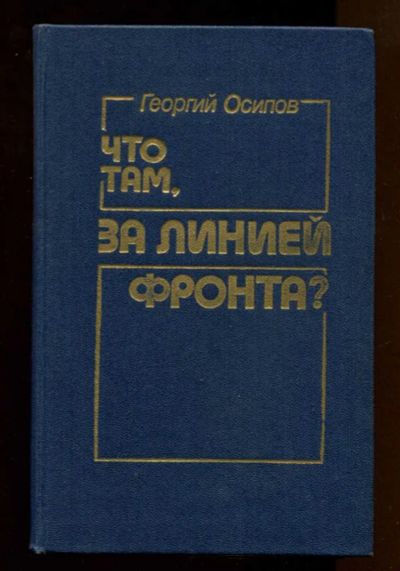 Георгий Осипов
ЧТО
ТАМ,
ЗА ЛИНИЕЙ
ФРОНТА?